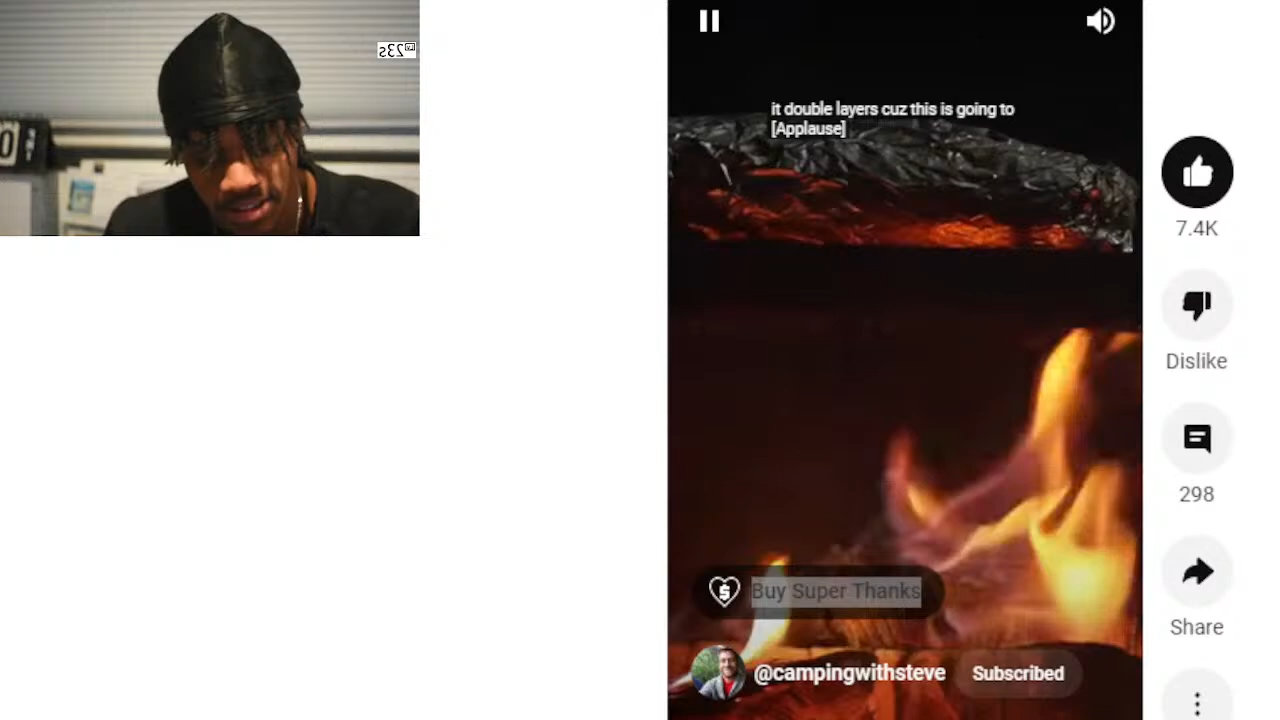 23s
it double layers cuz this is going to
[Applause]
7.4K
Dislike
298
Buy Super Thanks
Share
@campingwithsteve
Subscribed